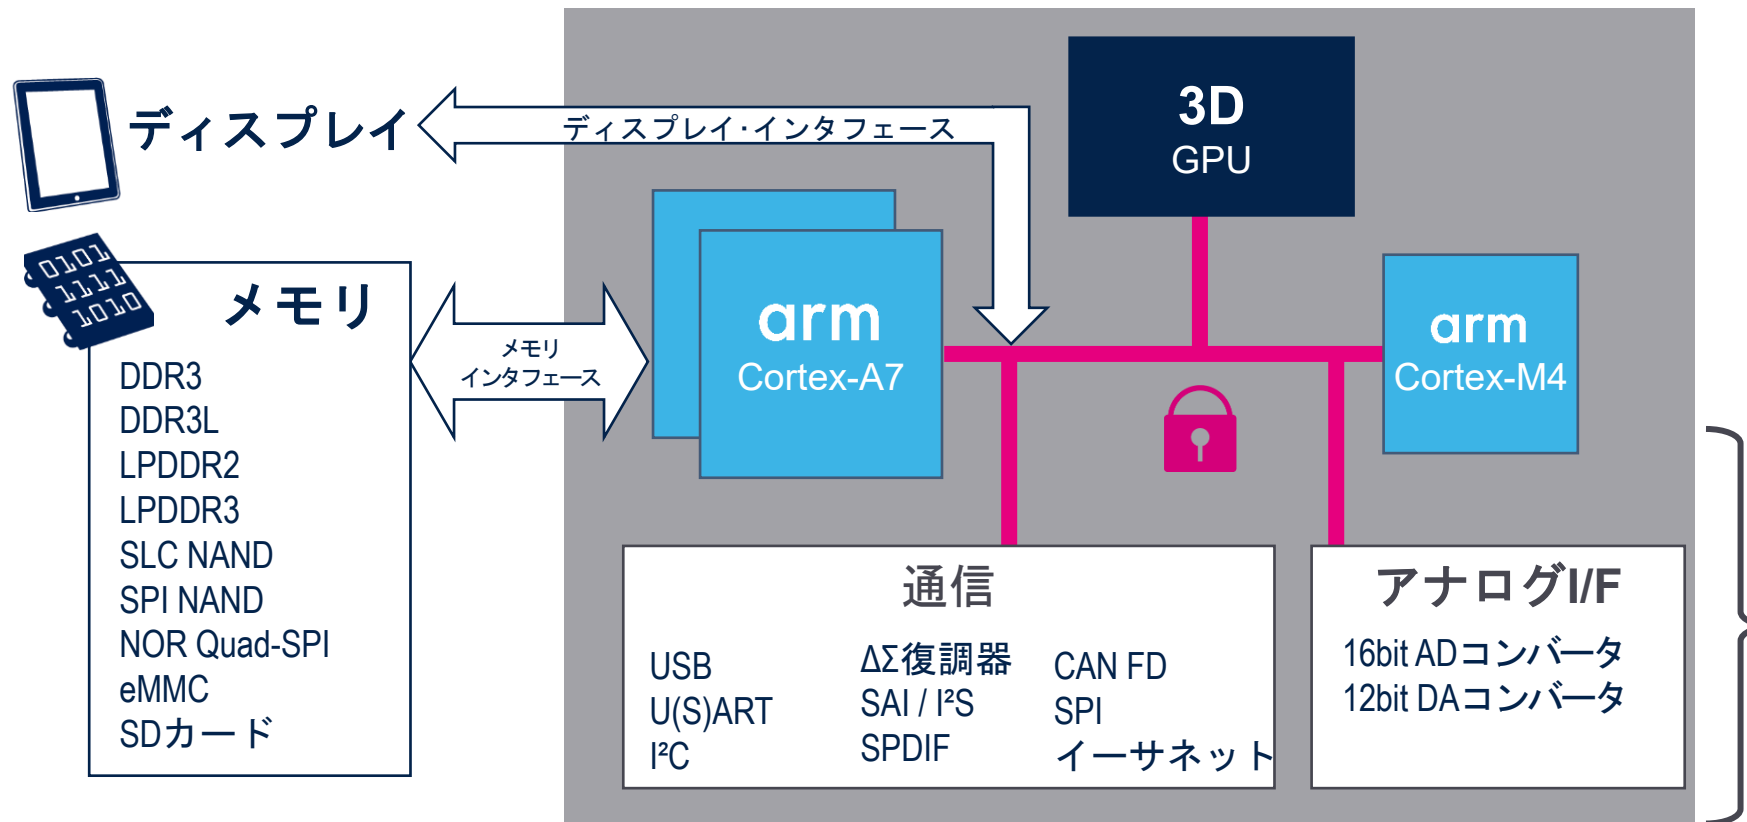 ディスプレイ
ディスプレイ・インタフェース
3D
GPU
0101
1111
1010
メモリ
DDR3
DDR3L
LPDDR2
LPDDR3
SLC NAND
SPI NAND
NOR Quad-SPI
eMMC
SDカード
メモリ
インタフェース
arm
Cortex-A7
arm
Cortex-M4
通信
USB
U(S)ART
I²C
ΔΣ復調器
SAI / I²S
SPDIF
CAN FD
SPI
イーサネット
アナログI/F
16bit ADコンバータ
12bit DAコンバータ